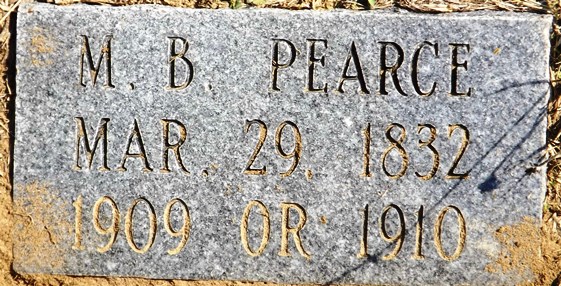 M. B. PEARCE
MAR. 29. 1832
1909 OR 1910